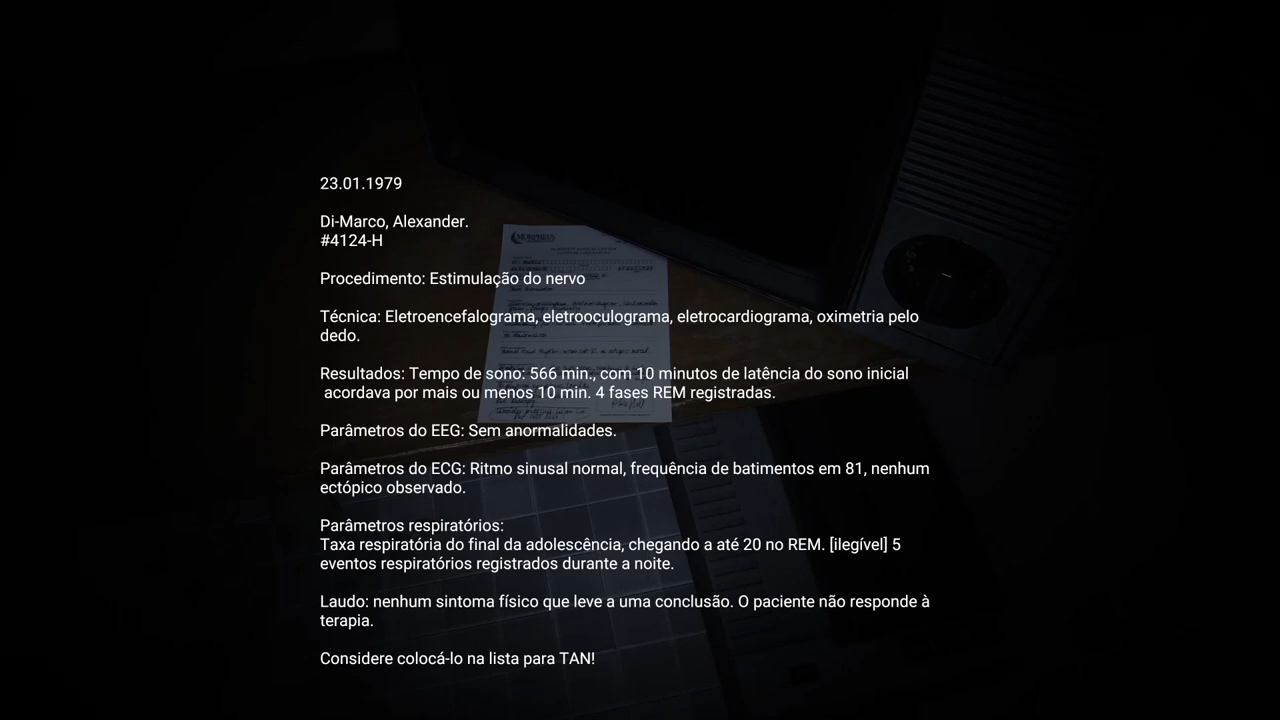 23.01.1979
Di-Marco, Alexander.
#4124-H
Procedimento: Estimulação do nervo
Técnica: Eletroencefalograma, eletrooculograma, eletrocardiograma, oximetria pelo
dedo.
Resultados: Tempo de sono: 566 min., com 10 minutos de latência do sono inicial
acordava por mais ou menos 10 min. 4 fases REM registradas.
Parâmetros do EEG: Sem anormalidades.
Parâmetros do ECG: Ritmo sinusal normal, frequência de batimentos em 81, nenhum
ectópico observado.
Parâmetros respiratórios:
Taxa respiratória do final da adolescência, chegando a até 20 no REM. [ilegível] 5
eventos respiratórios registrados durante a noite.
Laudo: nenhum sintoma físico que leve a uma conclusão. O paciente não responde à
terapia.
Considere colocá-lo na lista para TAN!